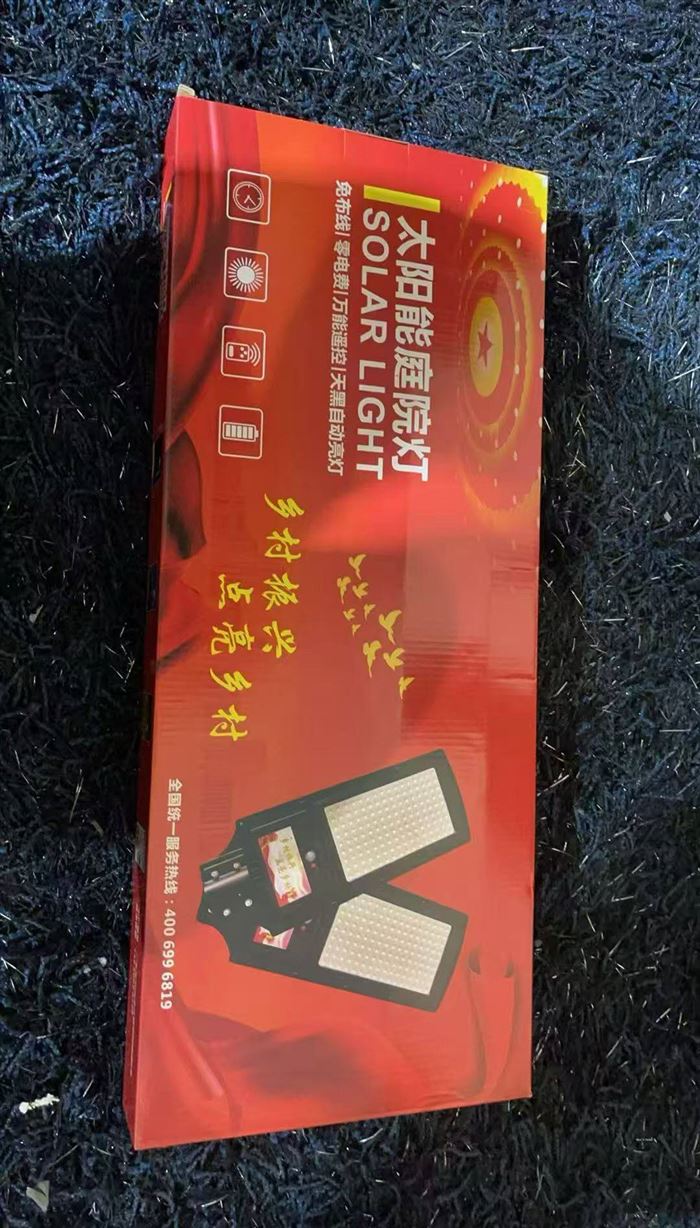 太阳能庭院灯
SOLAR LIGHT
免布线|零电费|万能遥控|天黑自动亮灯
乡村振兴
点亮乡村
全国统一服务热线：400 699 6819